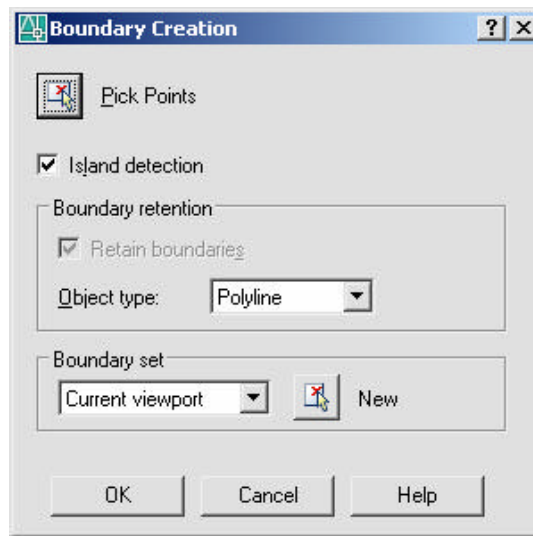 Boundary Creation
Pick Points
Island detection
Boundary retention
Retain boundaries
Object type: Polyline
Boundary set
Current viewport New
OK Cancel Help